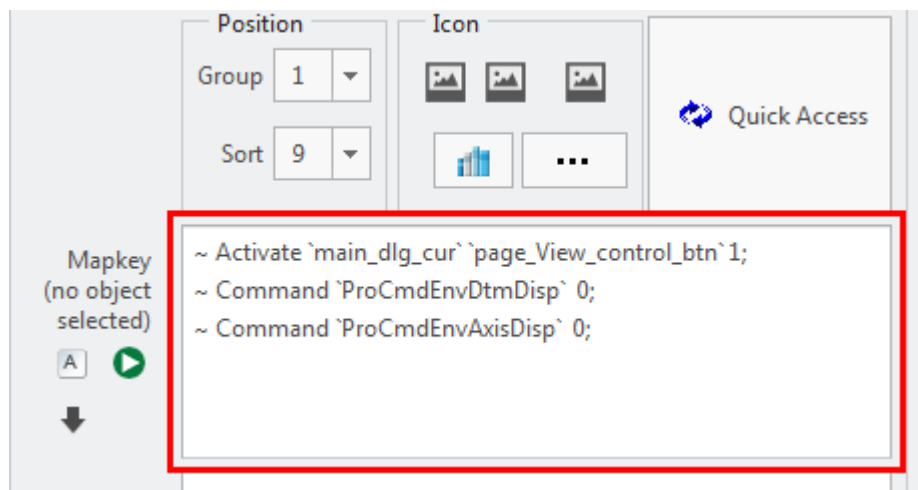 Position
Icon
Group 1
Sort 9
...
Quick Access
Mapkey
(no object
selected)
A
~ Activate `main_dlg_cur` `page_View_control_btn`1;
~ Command `ProCmdEnvDtmDisp` 0;
~ Command `ProCmdEnvAxisDisp` 0;